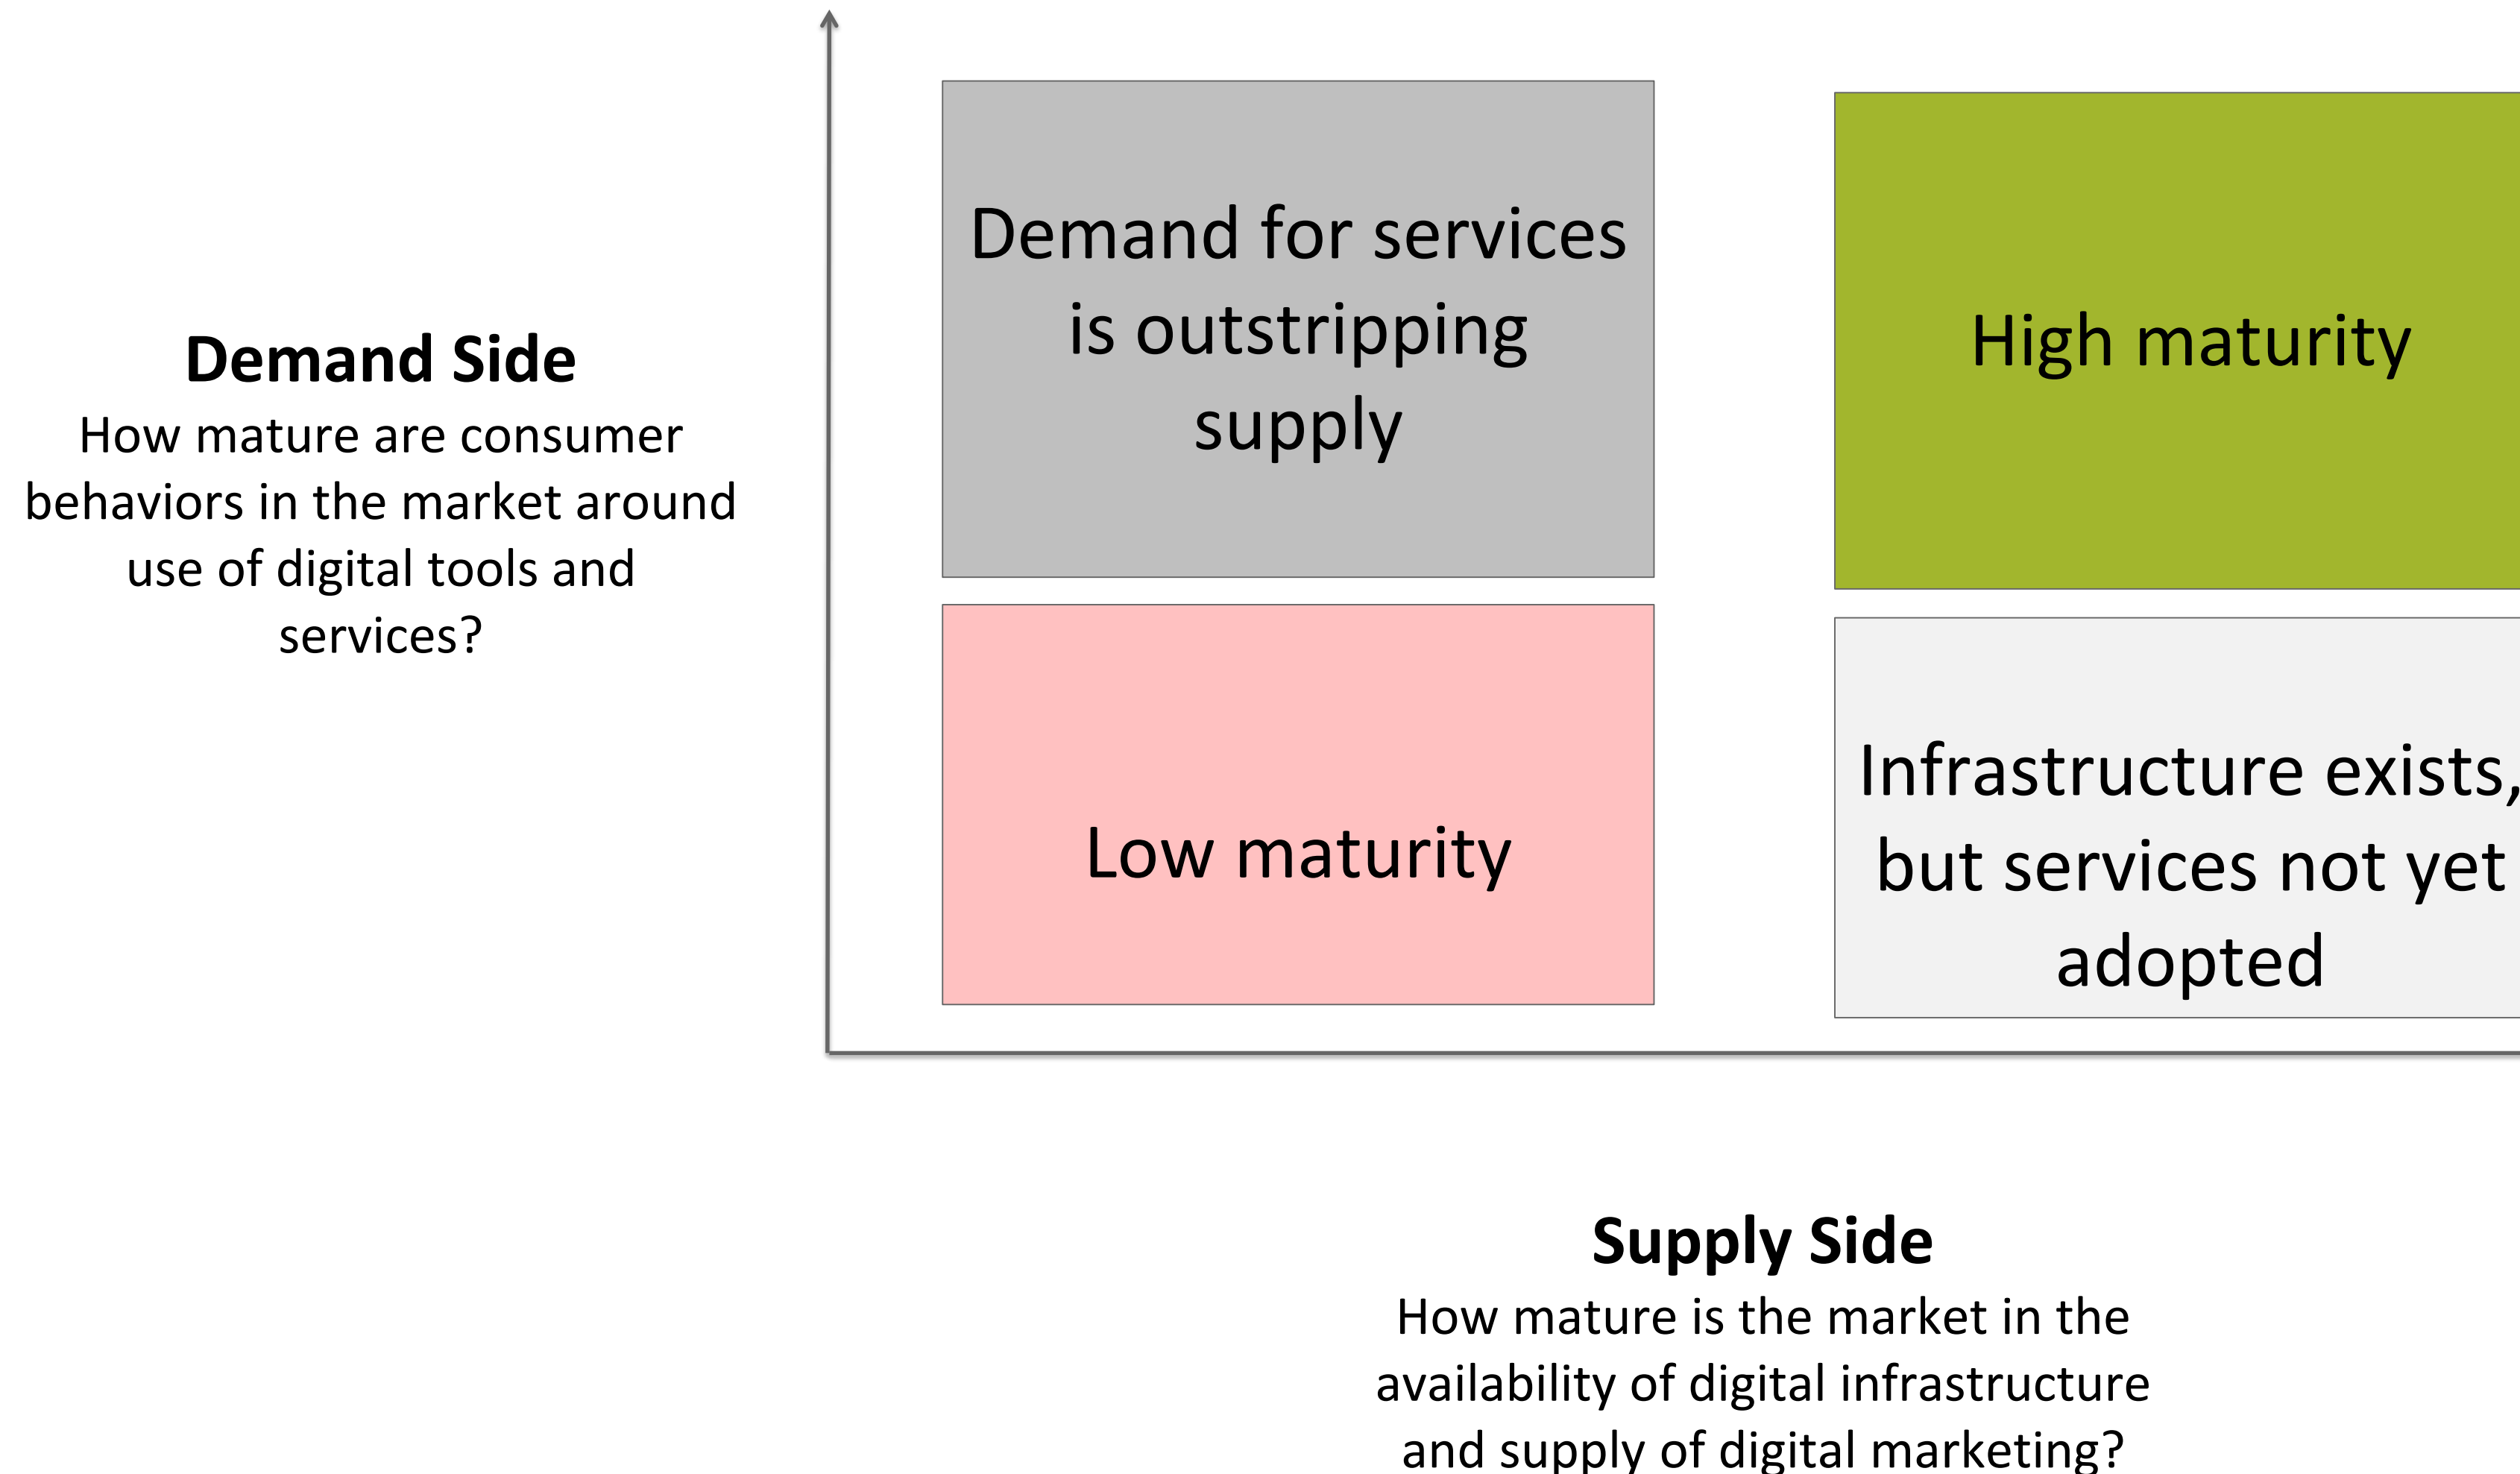 Demand Side
How mature are consumer
behaviors in the market around
use of digital tools and
services?
Demand for services
is outstripping
supply
High maturity
Low maturity
Infrastructure exists,
but services not yet
adopted
Supply Side
How mature is the market in the
availability of digital infrastructure
and supply of digital marketing?